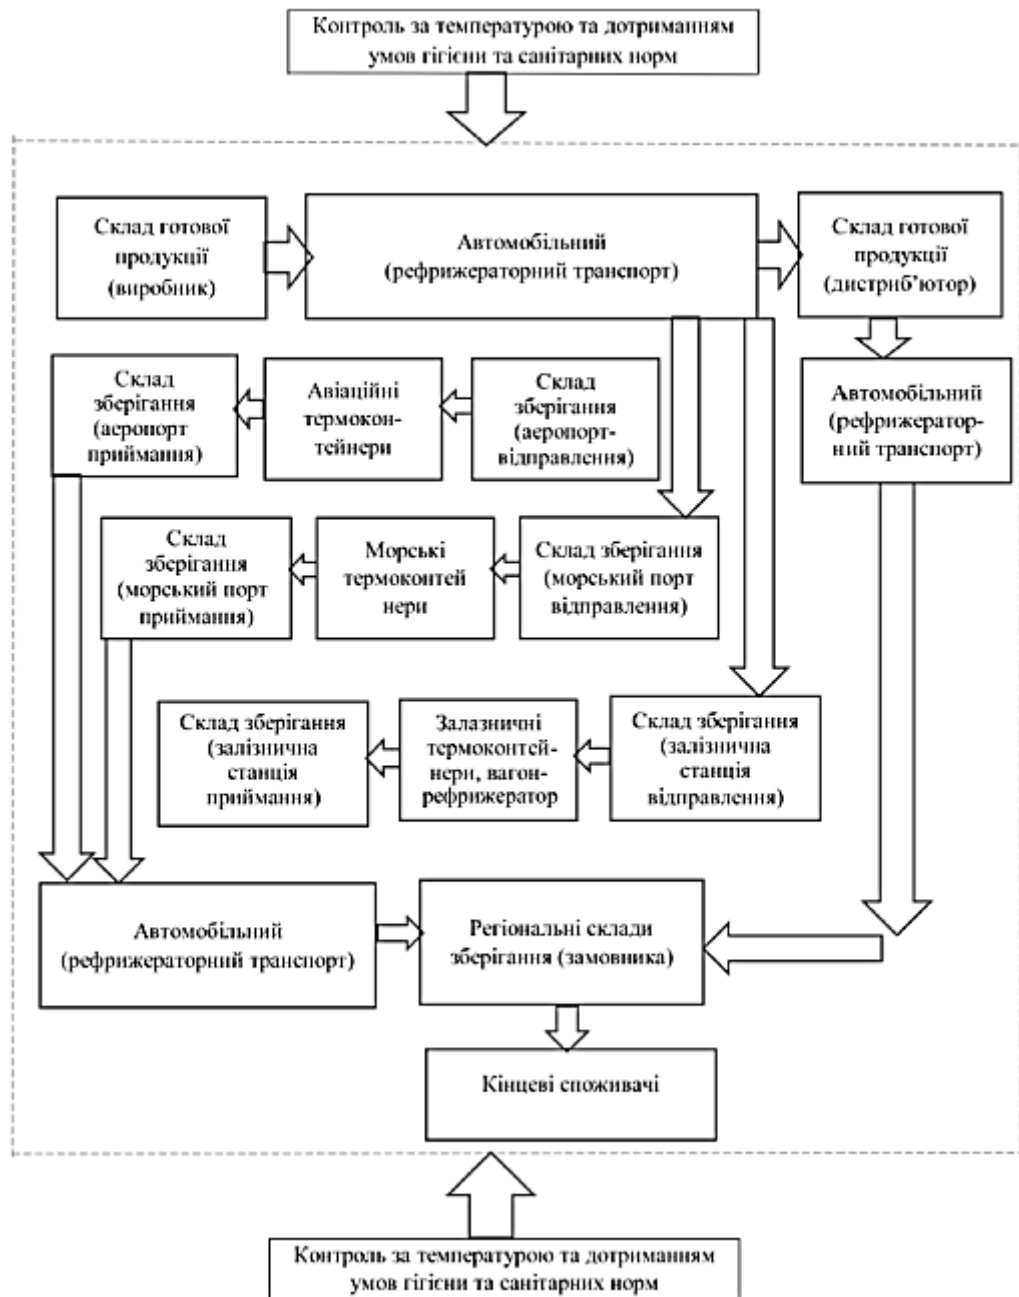 Контроль за температурою та дотриманням
умов гігієни та санітарних норм
Склад готової
продукції
(виробник)
Автомобільний
(рефрижераторний транспорт)
Склад готової
продукції
(дистриб’ютор)
Склад
зберігання
(аеропорт
приймання)
Авіаційні
термокон-
тейнери
Склад
зберігання
(аеропорт-
відправлення)
Автомобільний
(рефрижератор-
ний транспорт)
Склад
зберігання
(морський порт
приймання)
Морські
термоконтей
нери
Склад зберігання
(морський порт
відправлення)
Склад зберігання
(залізнична
станція
приймання)
Залазничні
термоконтей-
нери, вагон-
рефрижератор
Склад зберігання
(залізнична
станція
відправлення)
Автомобільний
(рефрижераторний транспорт)
Регіональні склади
зберігання (замовника)
Кінцеві споживачі
Контроль за температурою та дотриманням
умов гігієни та санітарних норм